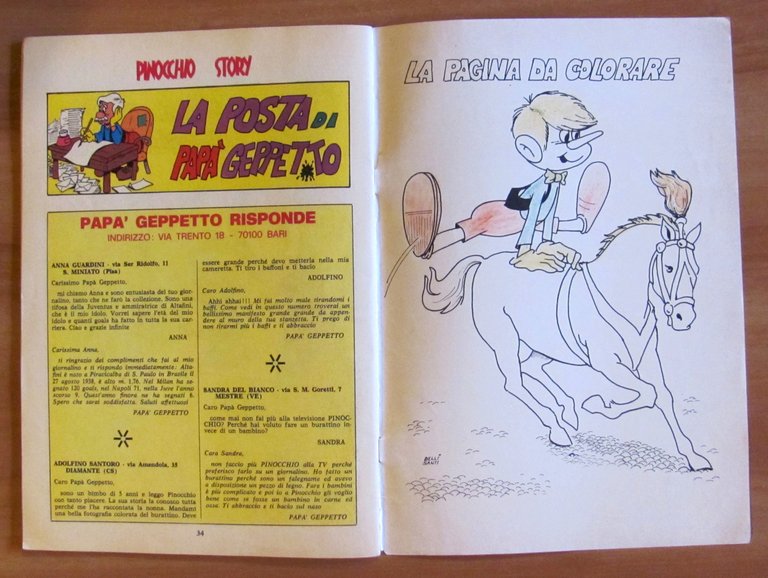 PINOCCHIO STORY
LA POSTA DI
PAPA' GEPPETTO
PAPA' GEPPETTO RISPONDE
INDIRIZZO: VIA TRENTO 18 - 70100 BARI
ANNA GUARDINI - via Ser Ridolfo, 11
S. MINIATO (Pisa)
Carissimo Papà Geppetto,
mi chiamo Anna e sono entusiasta del tuo gior-
nalino, tanto che ne farò la collezione. Sono una
tifosa della Juventus e ammiratrice di Altafini,
che è il mio idolo. Vorrei sapere l'età del mio
idolo e quanti goals ha fatto in tutta la sua car-
riera. Ciao e grazie infinite
ANNA
Carissima Anna,
ti ringrazio dei complimenti che fai al mio
giornalino e ti rispondo immediatamente: Alta-
fini è nato a Piracicalba di S. Paulo in Brasile il
27 agosto 1938, è alto m. 1,76. Nel Milan ha se-
gnato 120 goals, nel Napoli 71, nella Juve l'anno
scorso 9. Quest'anno finora ne ha segnati 6.
Spero che sarai soddisfatta. Saluti affettuosi
PAPA' GEPPETTO
ADOLFINO SANTORO - via Amendola, 35
DIAMANTE (CS)
Caro Papà Geppetto,
sono un bimbo di 5 anni e leggo Pinocchio
con tanto piacere. La sua storia la conosco tutta
perché me l'ha raccontata la nonna. Mandami
una bella fotografia colorata del burattino. Deve
essere grande perché devo metterla nella mia
cameretta. Ti tiro i baffoni e ti bacio
ADOLFINO
Caro Adolfino,
Ahhi ahhai!!! Mi fai molto male tirandomi i
baffi. Come vedi in questo numero troverai un
bellissimo manifesto grande grande da appen-
dere al muro della tua stanzetta. Ti prego di
non tirarmi più i baffi e ti abbraccio
PAPA' GEPPETTO
SANDRA DEL BIANCO - via S. M. Goretti, 7
MESTRE (VE)
Caro Papà Geppetto,
come mai non fai più alla televisione PINOC-
CHIO? Perché hai voluto fare un burattino in-
vece di un bambino?
SANDRA
Cara Sandra,
non faccio più PINOCCHIO alla TV perché
preferisco farlo su un giornalino. Ho fatto un
burattino perché sono un falegname ed avevo
a disposizione un pezzo di legno. Fare i bambini
è più complicato e poi io a Pinocchio gli voglio
bene come se fosse un bambino in carne ed
ossa. Ti abbraccio e ti bacio sul naso
PAPA' GEPPETTO
34
LA PAGINA DA COLORARE
BELLI
SANTI